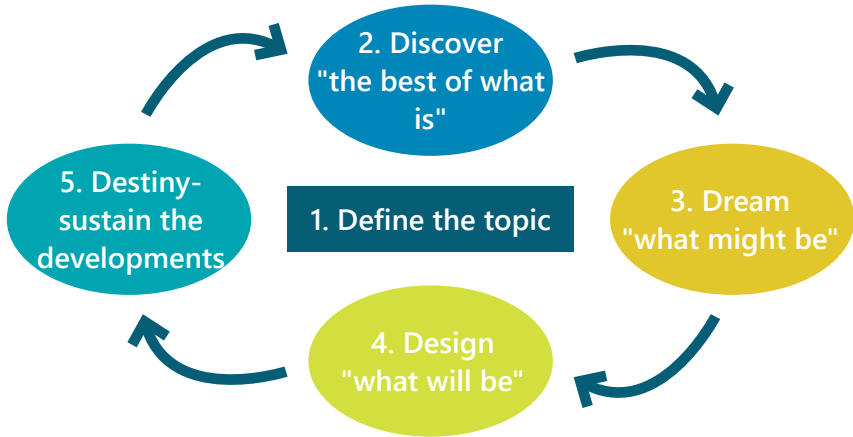 1. Define the topic
2. Discover
"the best of what
is"
3. Dream
"what might be"
4. Design
"what will be"
5. Destiny-
sustain the
developments